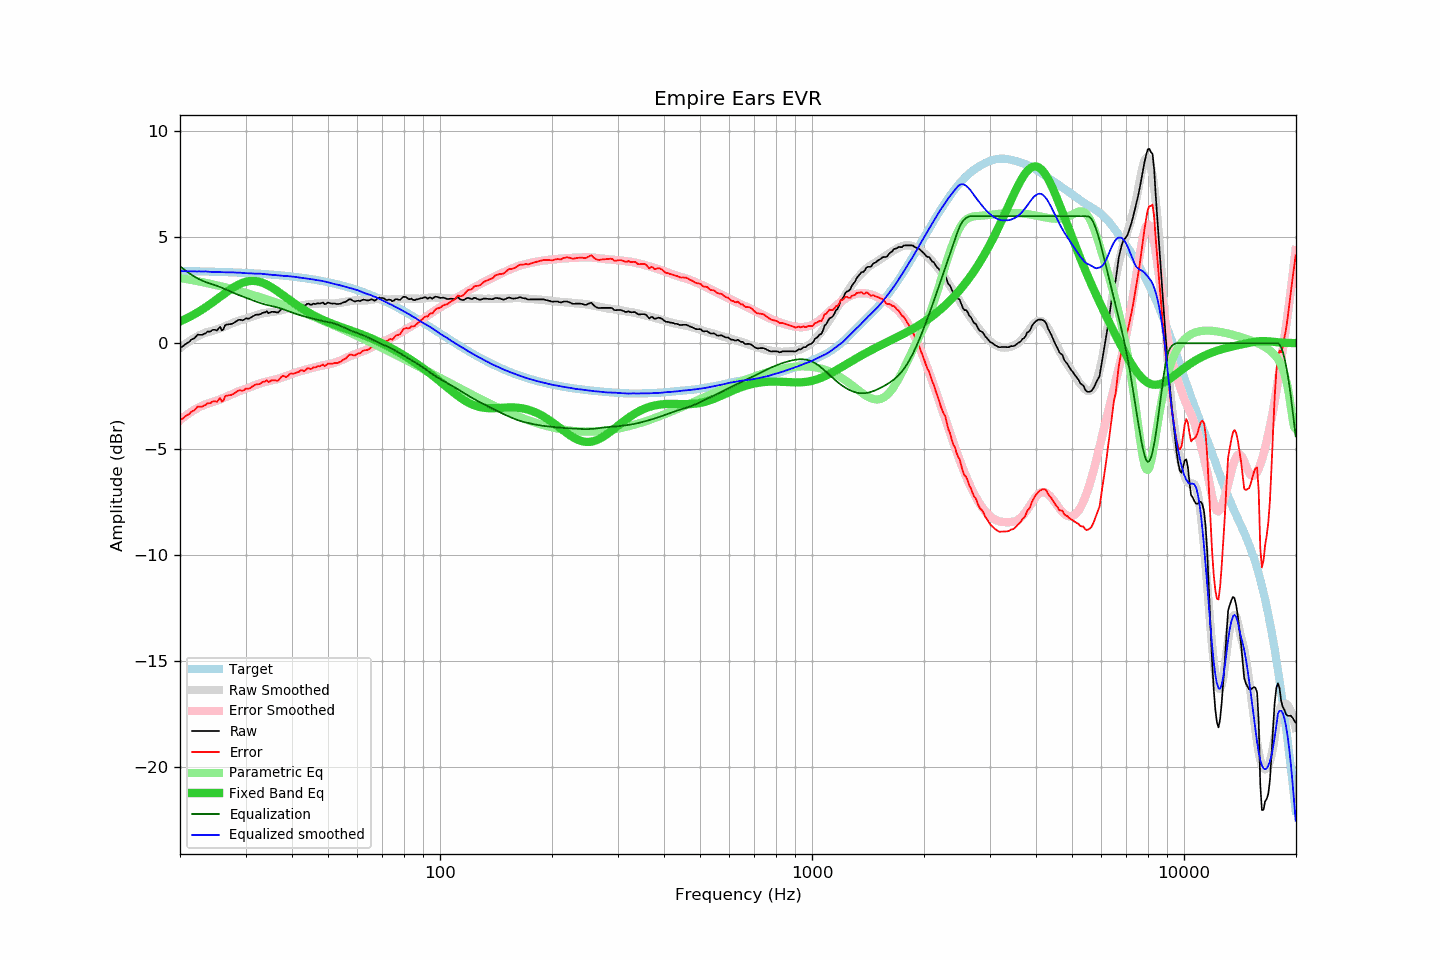 Empire Ears EVR
10
5
0
−5
−10
−15
−20
Amplitude (dBr)
Target
Raw Smoothed
Error Smoothed
Raw
Error
Parametric Eq
Fixed Band Eq
Equalization
Equalized smoothed
100
1000
10000
Frequency (Hz)